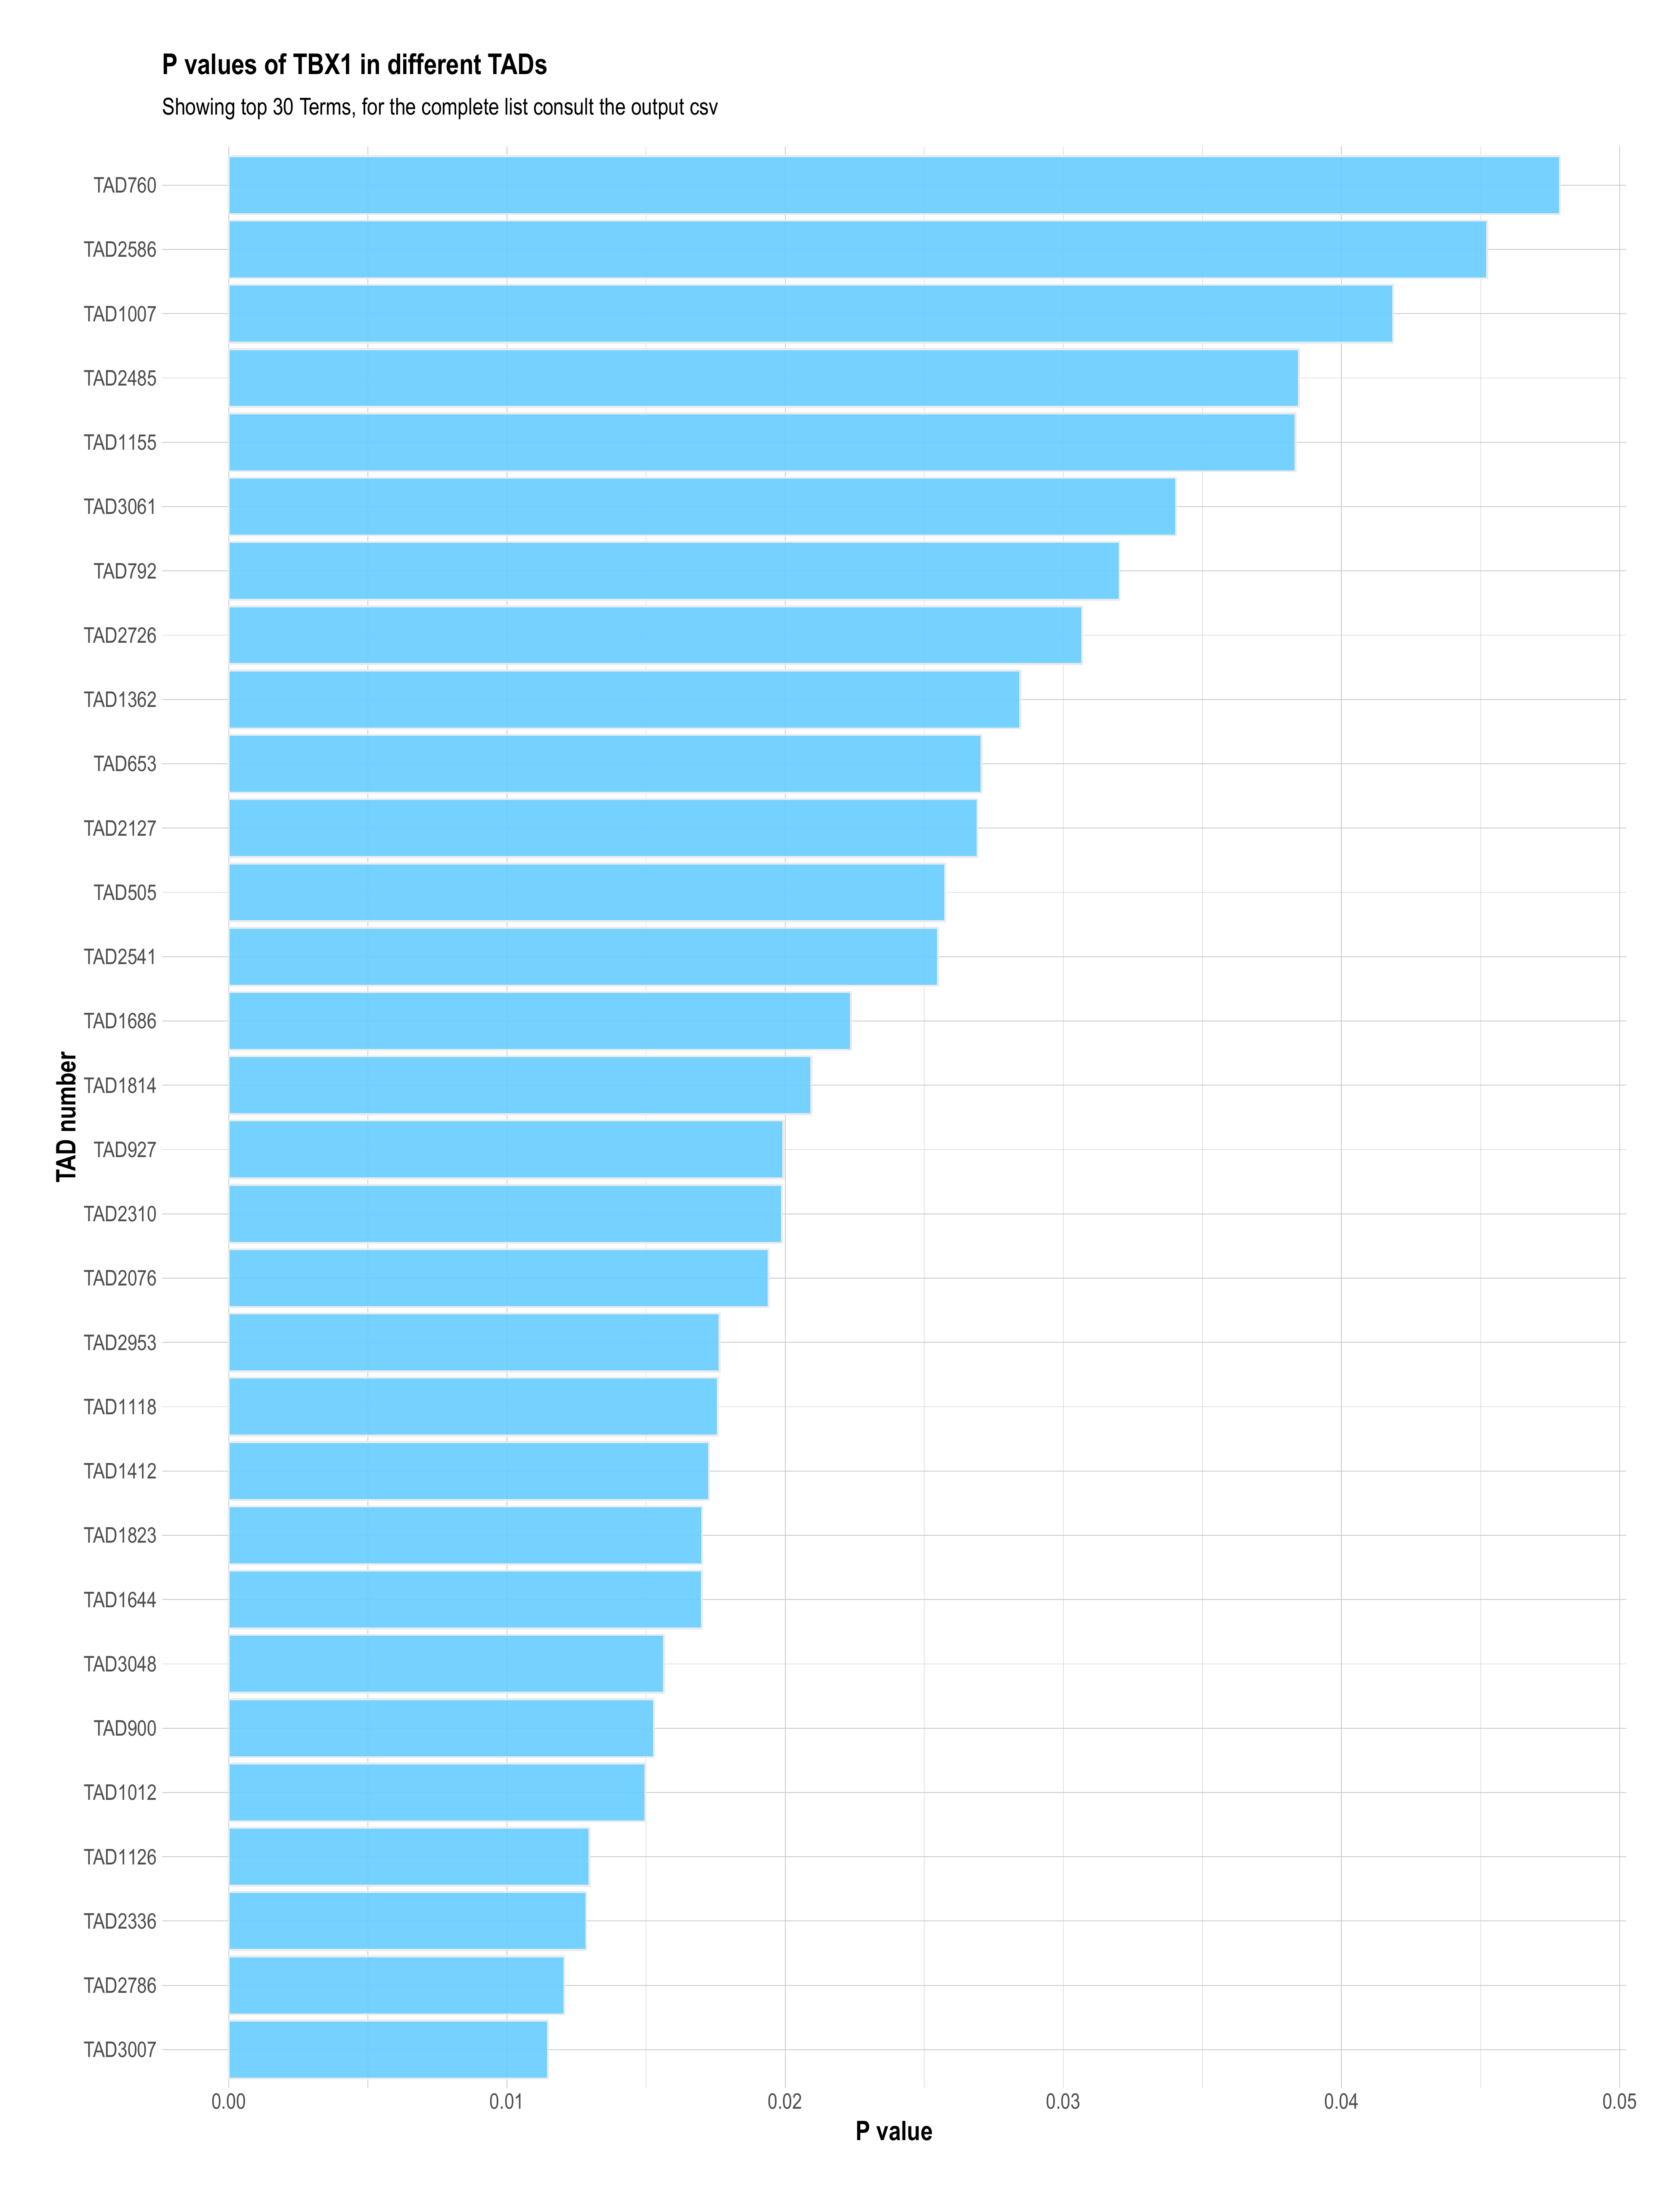 P values of TBX1 in different TADs
Showing top 30 Terms, for the complete list consult the output csv
TAD number
TAD760
TAD2586
TAD1007
TAD2485
TAD1155
TAD3061
TAD792
TAD2726
TAD1362
TAD653
TAD2127
TAD505
TAD2541
TAD1686
TAD1814
TAD927
TAD2310
TAD2076
TAD2953
TAD1118
TAD1412
TAD1823
TAD1644
TAD3048
TAD900
TAD1012
TAD1126
TAD2336
TAD2786
TAD3007
0.00 0.01 0.02 0.03 0.04 0.05
P value